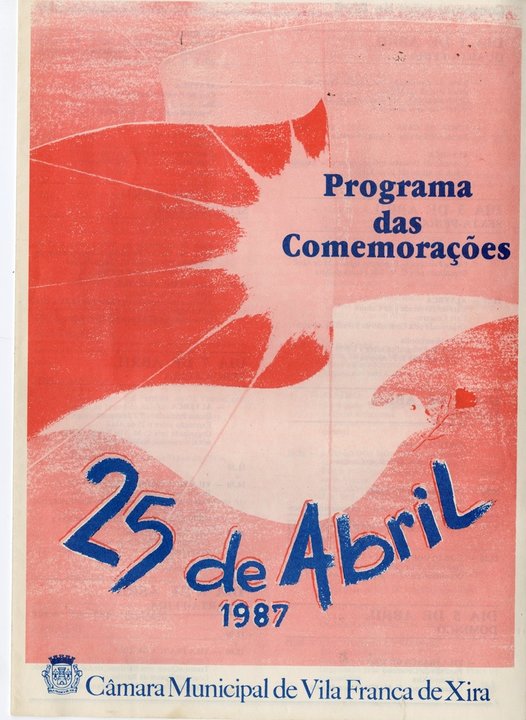 Programa
das
Comemorações
25 de Abril
1987
Câmara Municipal de Vila Franca de Xira